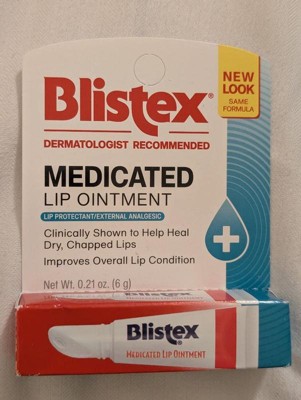 Blistex®
DERMATOLOGIST RECOMMENDED
NEW
LOOK
SAME
FORMULA
MEDICATED
LIP OINTMENT
LIP PROTECTANT/EXTERNAL ANALGESIC
Clinically Shown to Help Heal
Dry, Chapped Lips
Improves Overall Lip Condition
Net Wt. 0.21 oz. (6 g)
Blistex®
MEDICATED LIP OINTMENT